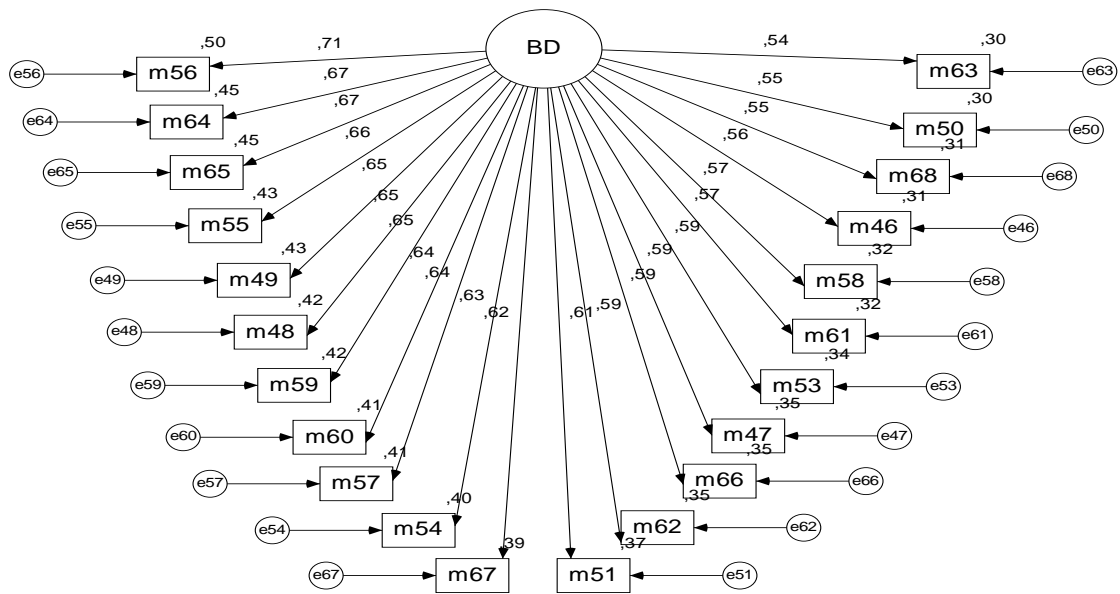 BD
,50
,71
,54
,30
e56
m56
m63
e63
,45
,67
,55
,30
e64
m64
m50
e50
,45
,67
,55
,31
e65
m65
m68
e68
,43
,66
,56
,31
e55
m55
m46
e46
,43
,65
,57
,32
e49
m49
m58
e58
,42
,65
,57
,32
e48
m48
m61
e61
,42
,65
,59
,34
e59
m59
m53
e53
,41
,64
,59
,35
e60
m60
m47
e47
,41
,64
,59
,35
e57
m57
m66
e66
,40
,63
,59
,35
e54
m54
m62
e62
,39
,62
,61
,37
e67
m67
m51
e51